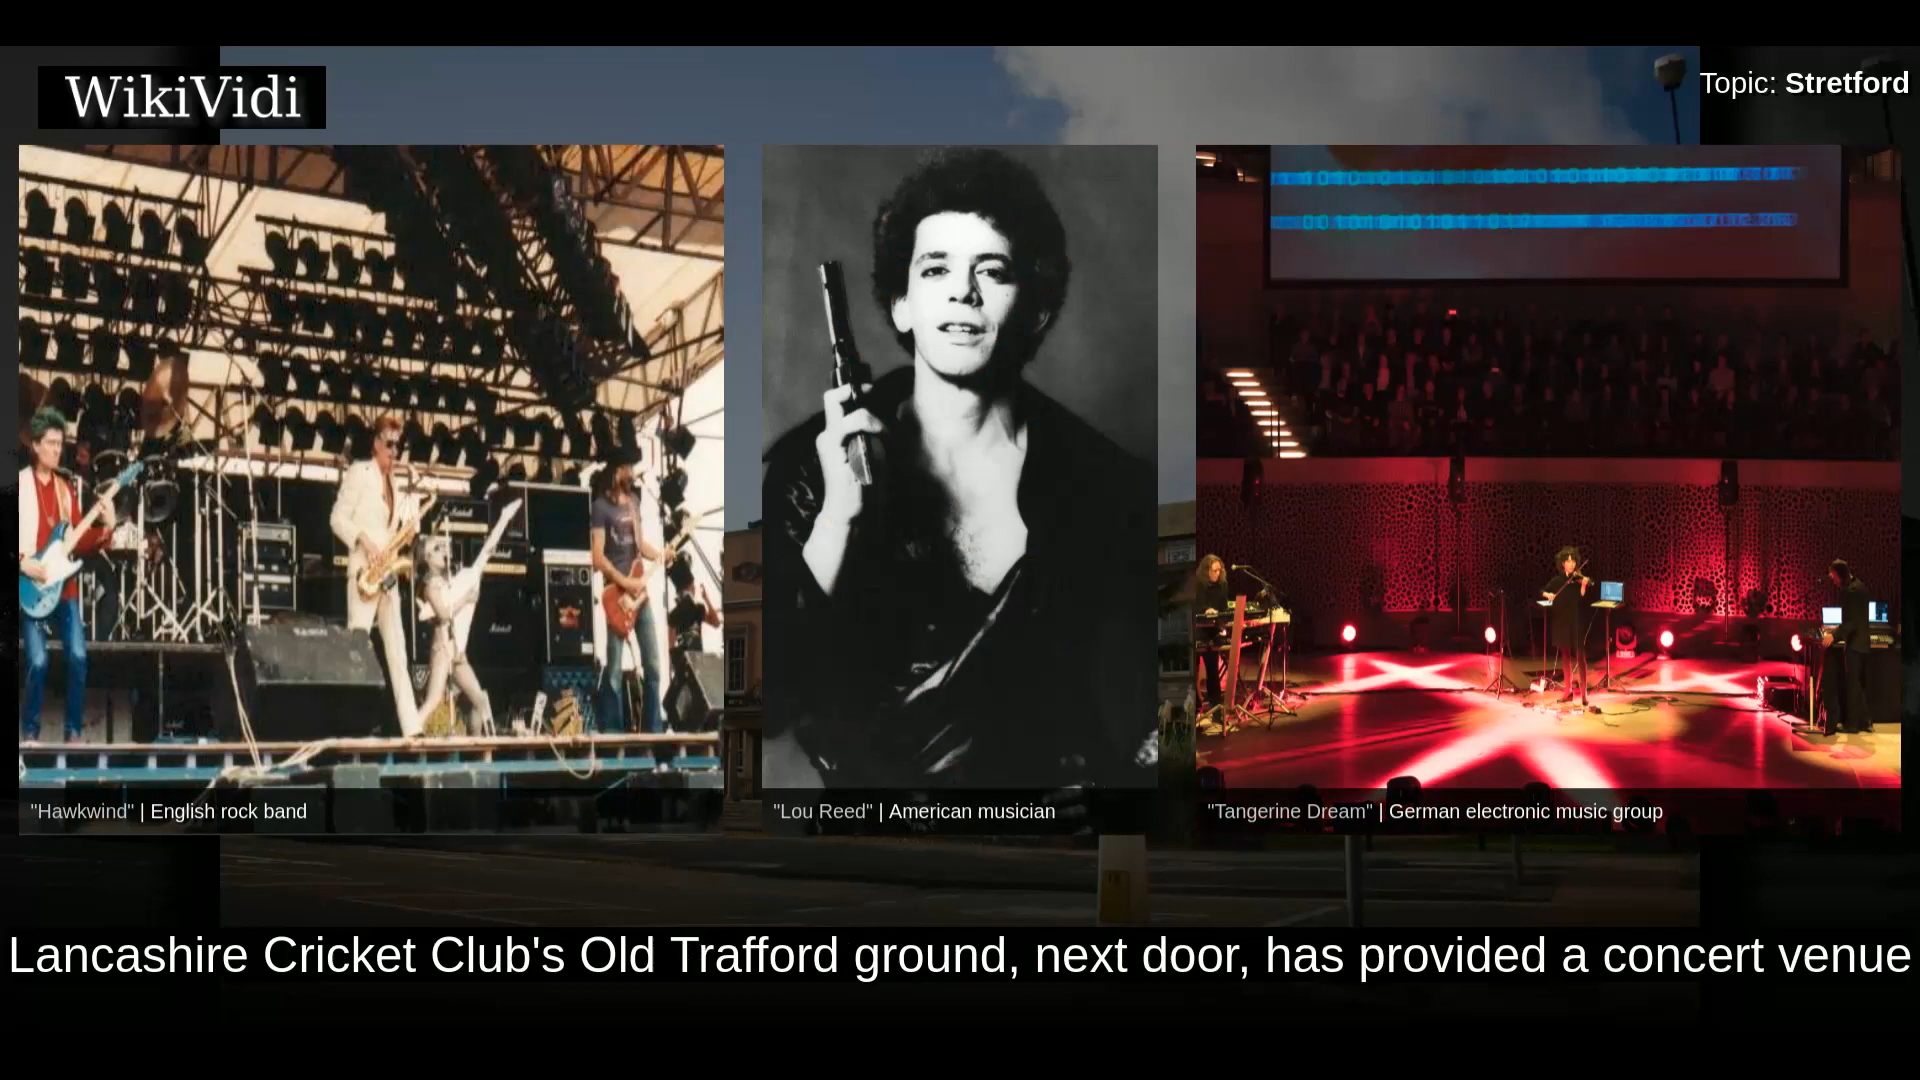 WikiVidi
Topic: Stretford
"Hawkwind" | English rock band
"Lou Reed" | American musician
"Tangerine Dream" | German electronic music group
Lancashire Cricket Club's Old Trafford ground, next door, has provided a concert venue